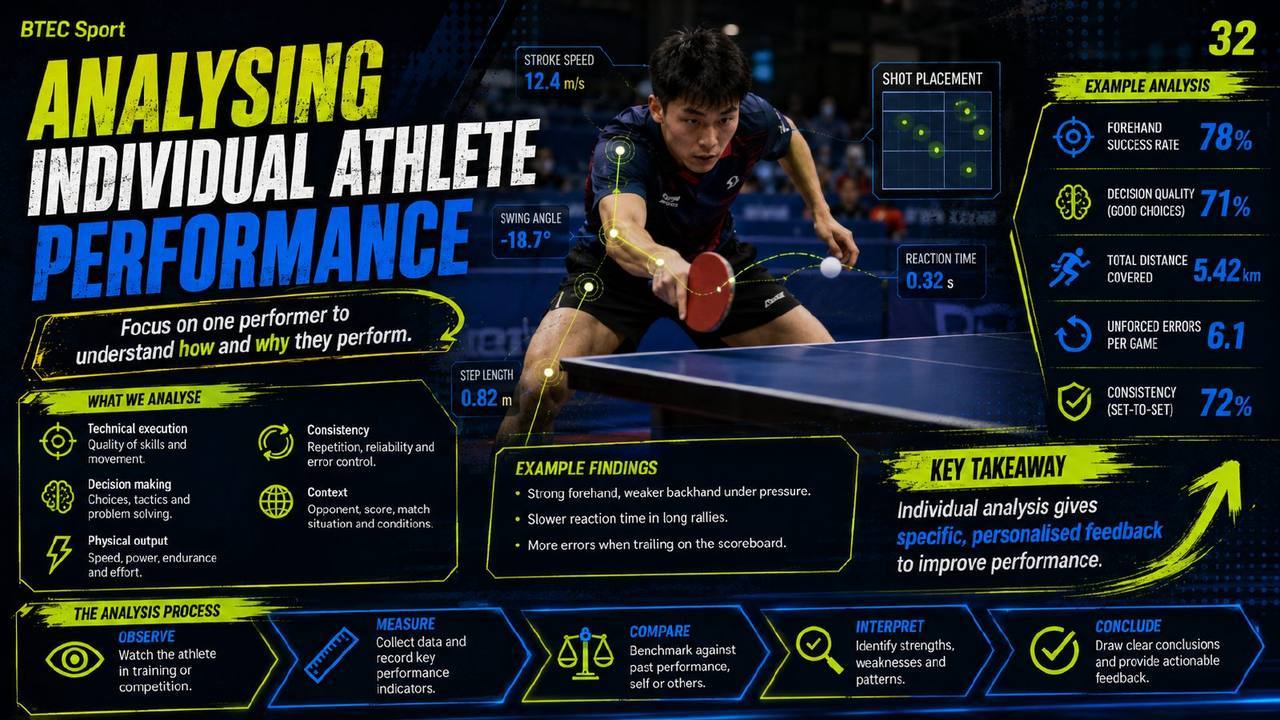 BTEC Sport
32
ANALYSING
INDIVIDUAL ATHLETE
PERFORMANCE
Focus on one performer to
understand how and why they perform.
STROKE SPEED
12.4 m/s
SWING ANGLE
-18.7°
STEP LENGTH
0.82 m
SHOT PLACEMENT
REACTION TIME
0.32 s
EXAMPLE ANALYSIS
FOREHAND
SUCCESS RATE
78%
DECISION QUALITY
(GOOD CHOICES)
71%
TOTAL DISTANCE
COVERED
5.42km
UNFORCED ERRORS
PER GAME
6.1
CONSISTENCY
(SET-TO-SET)
72%
WHAT WE ANALYSE
Technical execution
Quality of skills and
movement.
Decision making
Choices, tactics and
problem solving.
Physical output
Speed, power, endurance
and effort.
Consistency
Repetition, reliability and
error control.
Context
Opponent, score, match
situation and conditions.
EXAMPLE FINDINGS
• Strong forehand, weaker backhand under pressure.
• Slower reaction time in long rallies.
• More errors when trailing on the scoreboard.
KEY TAKEAWAY
Individual analysis gives
specific, personalised feedback
to improve performance.
THE ANALYSIS PROCESS
OBSERVE
Watch the athlete
in training or
competition.
MEASURE
Collect data and
record key
performance
indicators.
COMPARE
Benchmark against
past performance,
self or others.
INTERPRET
Identify strengths,
weaknesses and
patterns.
CONCLUDE
Draw clear conclusions
and provide actionable
feedback.